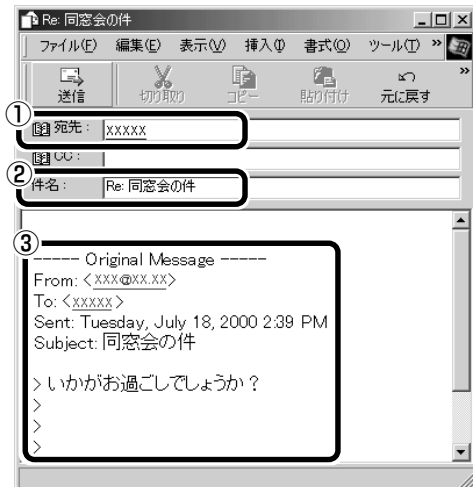 Re: 同窓会の件
ファイル(F) 編集(E) 表示(V) 挿入(I) 書式(O) ツール(T) »
送信 切り取り コピー 貼り付け 元に戻す »
①
宛先： xxxxx
CC：
②
件名： Re: 同窓会の件
③
----- Original Message -----
From: <xxx@xx.xx>
To: <xxxxx>
Sent: Tuesday, July 18, 2000 2:39 PM
Subject: 同窓会の件
> いかがお過ごしでしょうか？
>
>
>